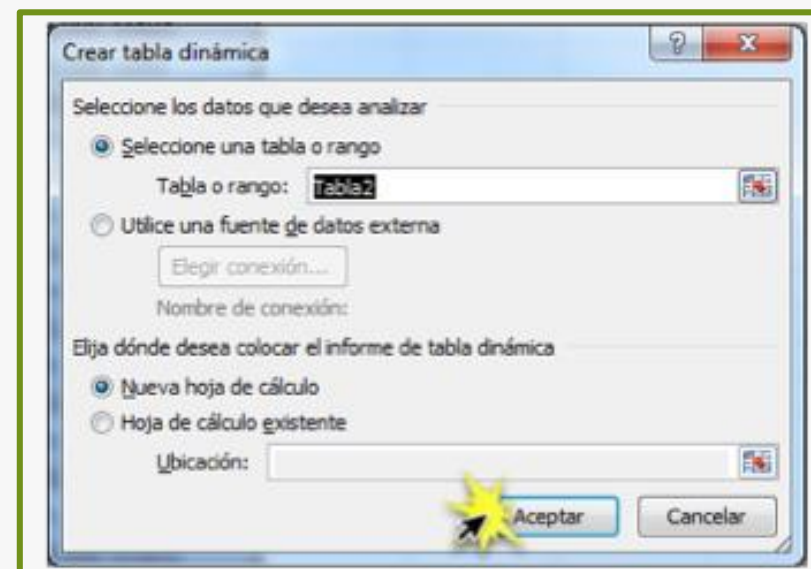 Crear tabla dinámica
Seleccione los datos que desea analizar
Seleccione una tabla o rango
Tabla o rango: Tabla2
Utilice una fuente de datos externa
Elegir conexión...
Nombre de conexión:
Elija dónde desea colocar el informe de tabla dinámica
Nueva hoja de cálculo
Hoja de cálculo existente
Ubicación:
Aceptar Cancelar